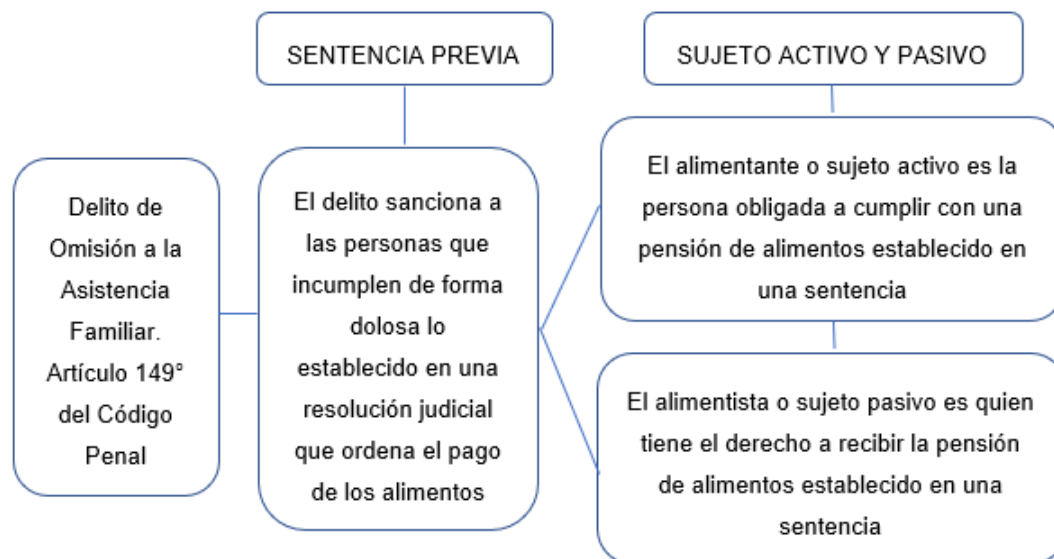 SENTENCIA PREVIA
SUJETO ACTIVO Y PASIVO
Delito de
Omisión a la
Asistencia
Familiar.
Artículo 149°
del Código
Penal
El delito sanciona a
las personas que
incumplen de forma
dolosa lo
establecido en una
resolución judicial
que ordena el pago
de los alimentos
El alimentante o sujeto activo es la
persona obligada a cumplir con una
pensión de alimentos establecido en
una sentencia
El alimentista o sujeto pasivo es quien
tiene el derecho a recibir la pensión
de alimentos establecido en una
sentencia